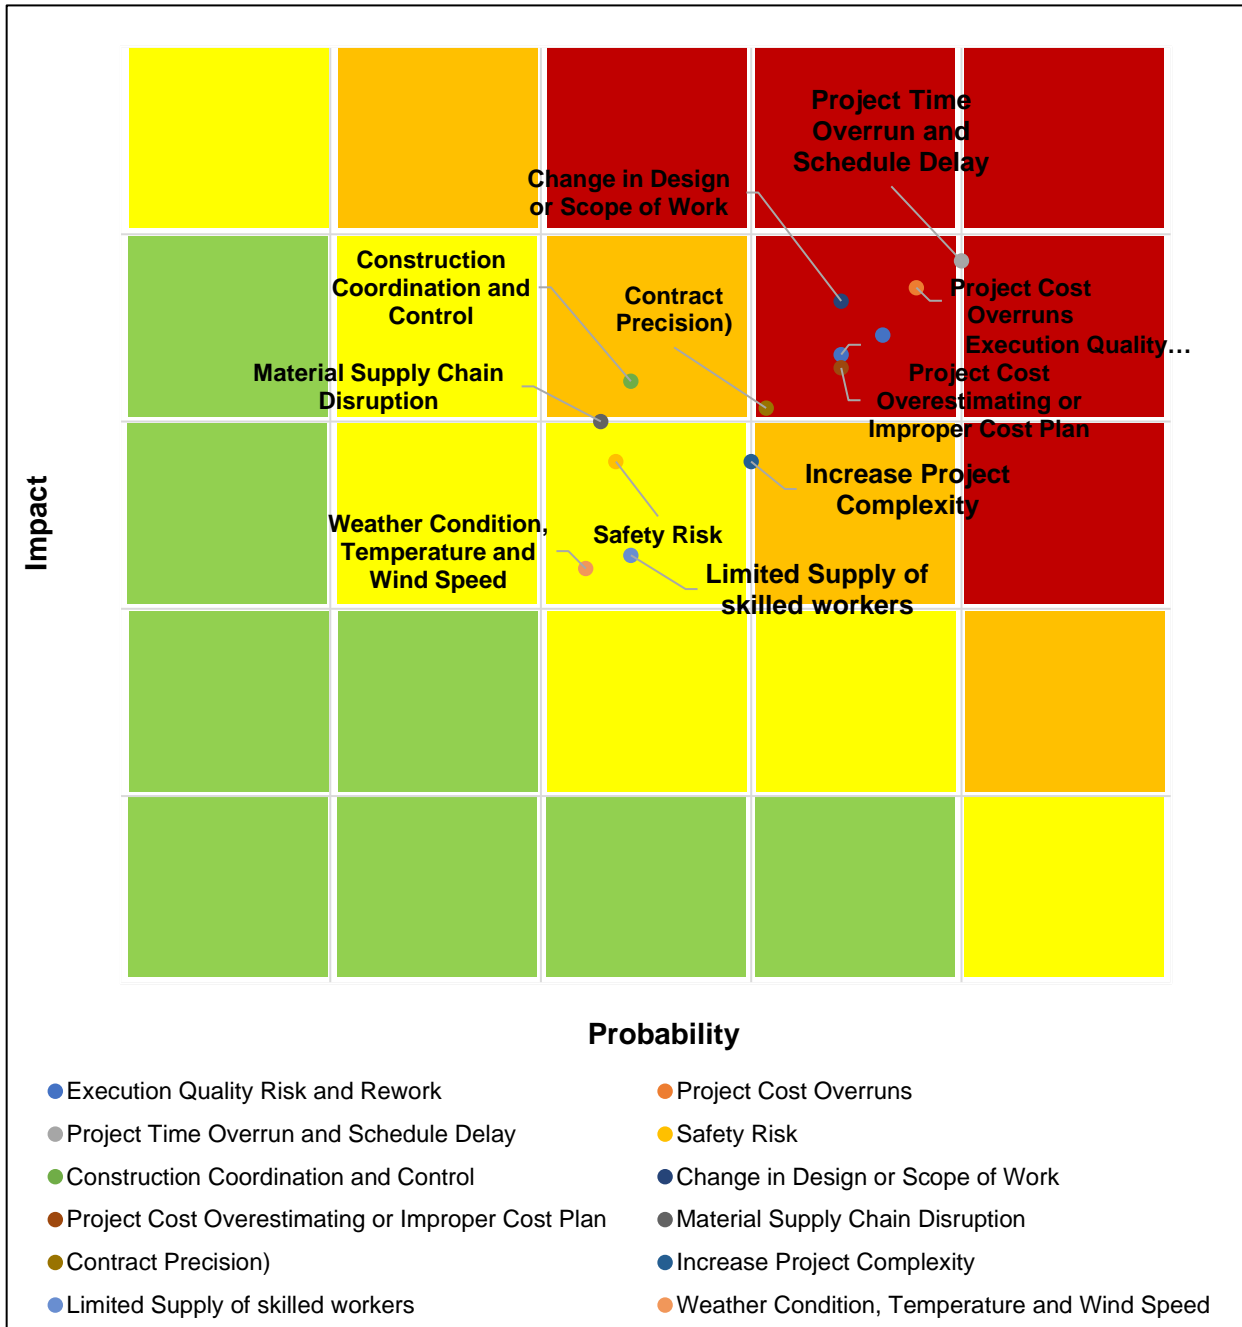 Project Time
Overrun and
Schedule Delay
Change in Design
or Scope of Work
Construction
Coordination and
Control
Contract
Precision)
Project Cost
Overruns
Execution Quality…
Material Supply Chain
Disruption
Project Cost
Overestimating or
Improper Cost Plan
Increase Project
Complexity
Impact
Weather Condition,
Temperature and
Wind Speed
Safety Risk
Limited Supply of
skilled workers
Probability
Execution Quality Risk and Rework
Project Cost Overruns
Project Time Overrun and Schedule Delay
Safety Risk
Construction Coordination and Control
Change in Design or Scope of Work
Project Cost Overestimating or Improper Cost Plan
Material Supply Chain Disruption
Contract Precision)
Increase Project Complexity
Limited Supply of skilled workers
Weather Condition, Temperature and Wind Speed